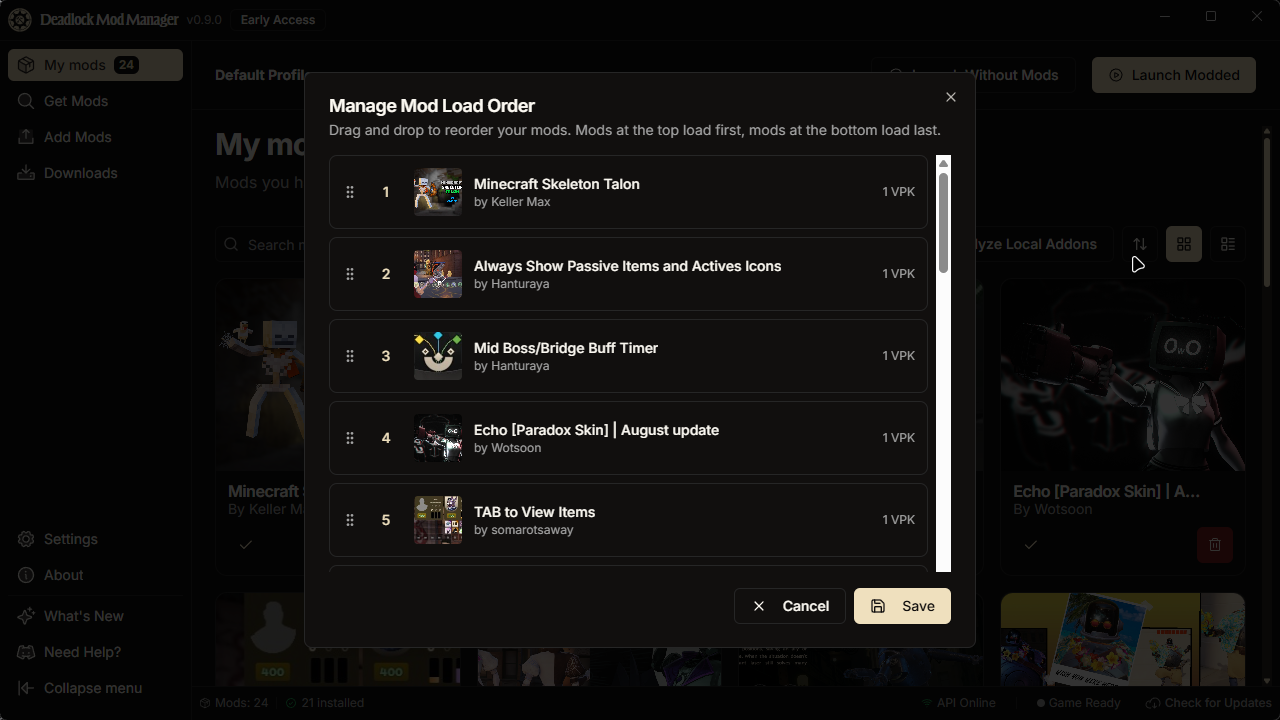 Deadlock Mod Manager v0.9.0 Early Access
My mods 24
Get Mods
Add Mods
Downloads
Settings
About
What's New
Need Help?
Collapse menu
Default Profile
Without Mods
Launch Modded
My mo
Mods you h
Search m
lyze Local Addons
Manage Mod Load Order
Drag and drop to reorder your mods. Mods at the top load first, mods at the bottom load last.
1 Minecraft Skeleton Talon 1 VPK
by Keller Max
2 Always Show Passive Items and Actives Icons 1 VPK
by Hanturaya
3 Mid Boss/Bridge Buff Timer 1 VPK
by Hanturaya
4 Echo [Paradox Skin] | August update 1 VPK
by Wotsoon
5 TAB to View Items 1 VPK
by somarotsaway
Cancel
Save
Minecraft S
By Keller Ma
Echo [Paradox Skin] | A...
By Wotsoon
400
400
Mods: 24
21 installed
API Online
Game Ready
Check for Updates